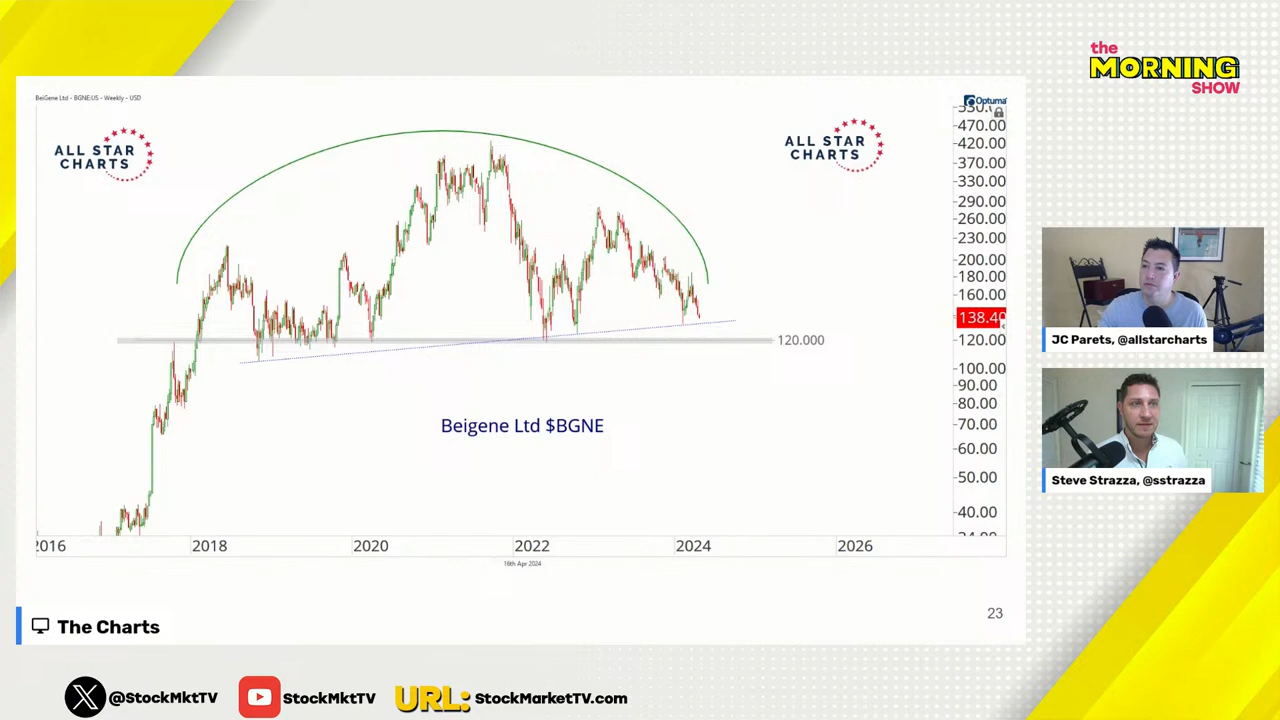 the
MORNING
SHOW
BeiGene Ltd - BGNE:US - Weekly - USD
Optuma
ALL STAR
CHARTS
ALL STAR
CHARTS
470.00
420.00
370.00
330.00
290.00
260.00
230.00
200.00
180.00
160.00
138.40
120.00
100.00
90.00
80.00
70.00
60.00
50.00
40.00
120.000
Beigene Ltd $BGNE
2016
2018
2020
2022
2024
2026
16th Apr 2024
23
JC Parets, @allstarcharts
Steve Strazza, @sstrazza
The Charts
@StockMktTV
StockMktTV
URL: StockMarketTV.com